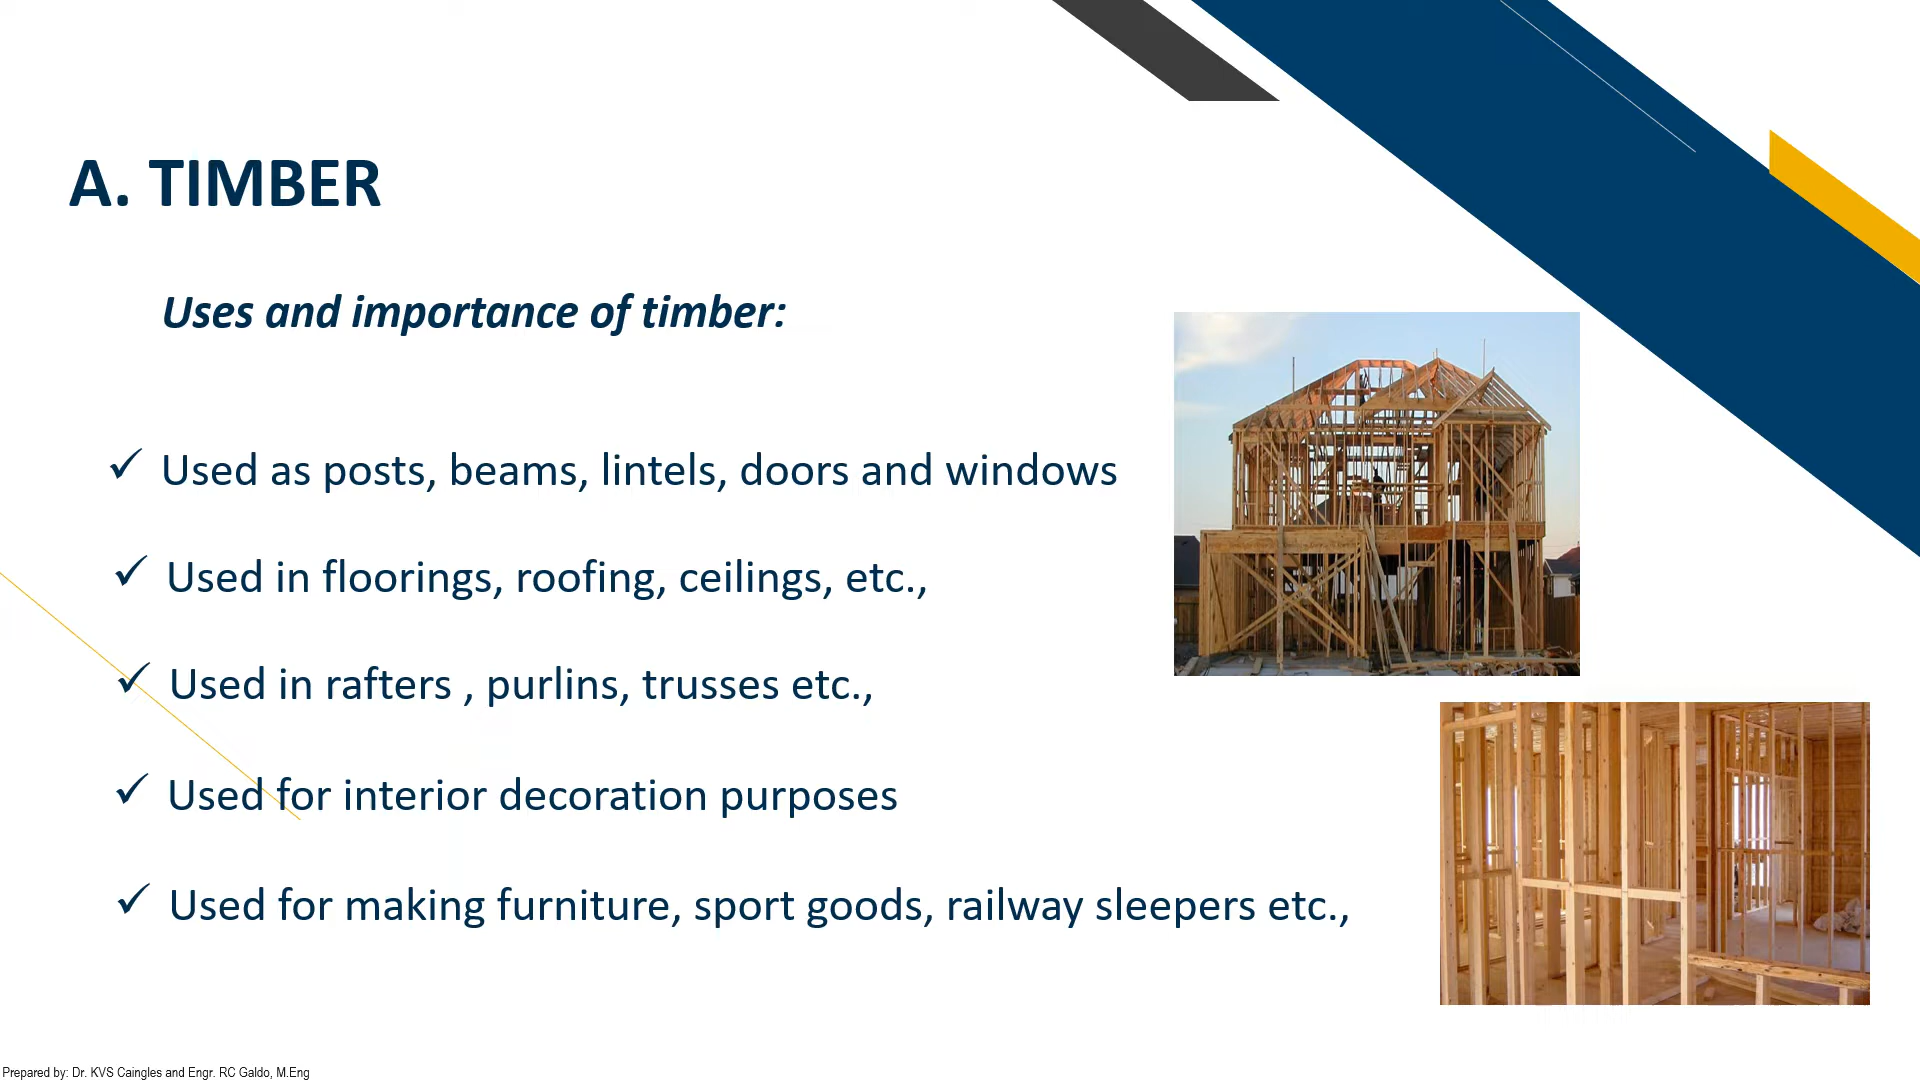 A. TIMBER
Uses and importance of timber:
✓ Used as posts, beams, lintels, doors and windows
✓ Used in floorings, roofing, ceilings, etc.,
✓ Used in rafters , purlins, trusses etc.,
✓ Used for interior decoration purposes
✓ Used for making furniture, sport goods, railway sleepers etc.,
Prepared by: Dr. KVS Caingles and Engr. RC Galdo, M.Eng